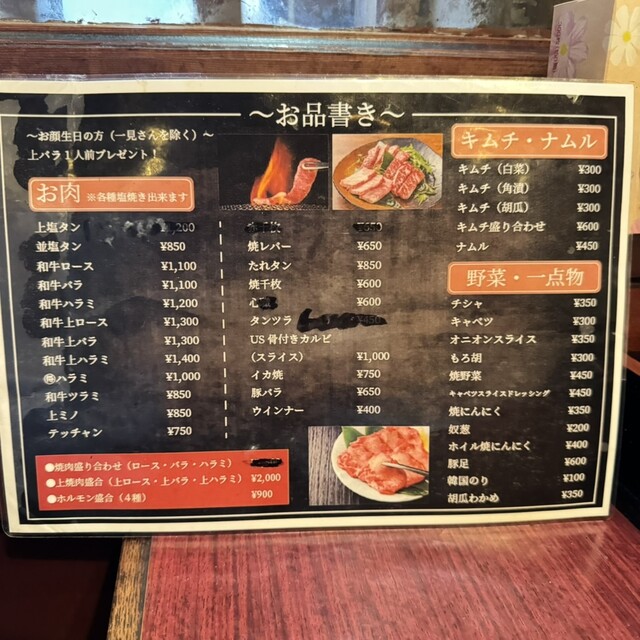 ～お品書き～
～お顔生日の方（一見さんを除く）～
上バラ１人前プレゼント！
お肉 ※各種塩焼き出来ます
上塩タン
並塩タン ¥850
和牛ロース ¥1,100
和牛バラ ¥1,100
和牛ハラミ ¥1,200
和牛上ロース ¥1,300
和牛上バラ ¥1,300
和牛上ハラミ ¥1,400
ハラミ ¥1,000
和牛ツラミ ¥850
上ミノ ¥850
テッチャン ¥750
焼レバー ¥650
たれタン ¥850
焼千枚 ¥600
心 ¥600
タンツラ
US 骨付きカルビ
（スライス） ¥1,000
イカ焼 ¥750
豚バラ ¥650
ウインナー ¥400
●焼肉盛り合わせ（ロース・バラ・ハラミ）
●上焼肉盛合（上ロース・上バラ・上ハラミ） ¥2,000
●ホルモン盛合（４種） ¥900
キムチ・ナムル
キムチ（白菜） ¥300
キムチ（角漬） ¥300
キムチ（胡瓜） ¥300
キムチ盛り合わせ ¥600
ナムル ¥450
野菜・一点物
チシャ ¥350
キャベツ ¥300
オニオンスライス ¥350
もろ胡 ¥300
焼野菜 ¥450
キャベツスライスドレッシング ¥450
焼にんにく ¥350
奴葱 ¥200
ホイル焼にんにく ¥400
豚足 ¥600
韓国のり ¥100
胡瓜わかめ ¥350